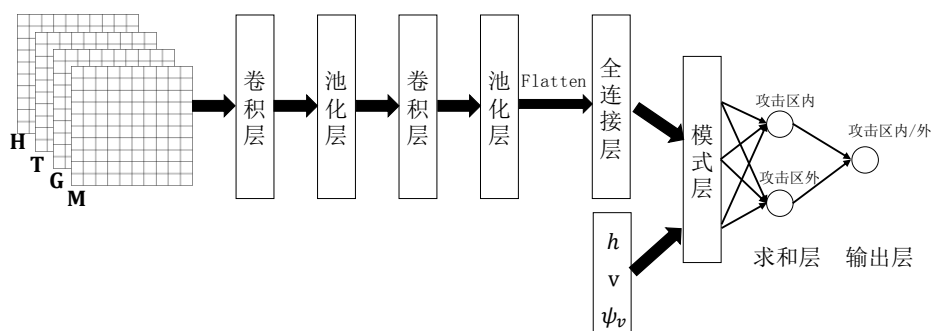 H
T
G
M
卷积层
池化层
卷积层
池化层
Flatten
全连接层
h
v
ψᵥ
模式层
攻击区内
攻击区外
求和层
攻击区内/外
输出层